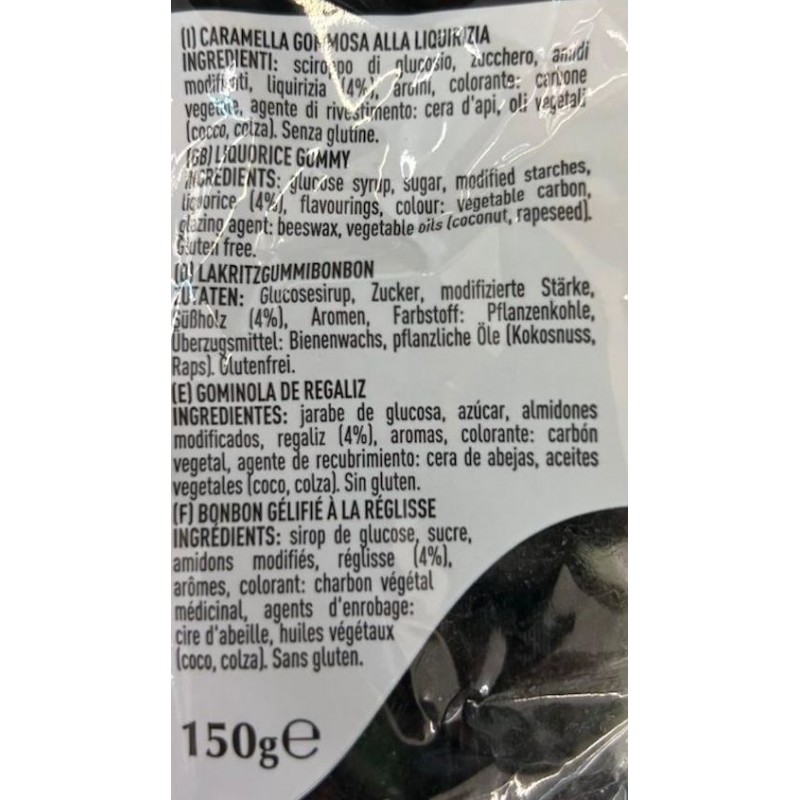 (I) CARAMELLA GOMMOSA ALLA LIQUIRIZIA
INGREDIENTI: sciroppo di glucosio, zucchero, amidi
modificati, liquirizia (4%), aromi, colorante: carbone
vegetale, agente di rivestimento: cera d'api, oli vegetali
(cocco, colza). Senza glutine.
(GB) LIQUORICE GUMMY
INGREDIENTS: glucose syrup, sugar, modified starches,
liquorice (4%), flavourings, colour: vegetable carbon,
glazing agent: beeswax, vegetable oils (coconut, rapeseed).
Gluten free.
(D) LAKRITZGUMMIBONBON
ZUTATEN: Glucosesirup, Zucker, modifizierte Stärke,
Süßholz (4%), Aromen, Farbstoff: Pflanzenkohle,
Überzugsmittel: Bienenwachs, pflanzliche Öle (Kokosnuss,
Raps). Glutenfrei.
(E) GOMINOLA DE REGALIZ
INGREDIENTES: jarabe de glucosa, azúcar, almidones
modificados, regaliz (4%), aromas, colorante: carbón
vegetal, agente de recubrimiento: cera de abejas, aceites
vegetales (coco, colza). Sin gluten.
(F) BONBON GÉLIFIÉ À LA RÉGLISSE
INGRÉDIENTS: sirop de glucose, sucre,
amidons modifiés, réglisse (4%),
arômes, colorant: charbon végétal
médicinal, agents d'enrobage:
cire d'abeille, huiles végétaux
(coco, colza). Sans gluten.
150g℮